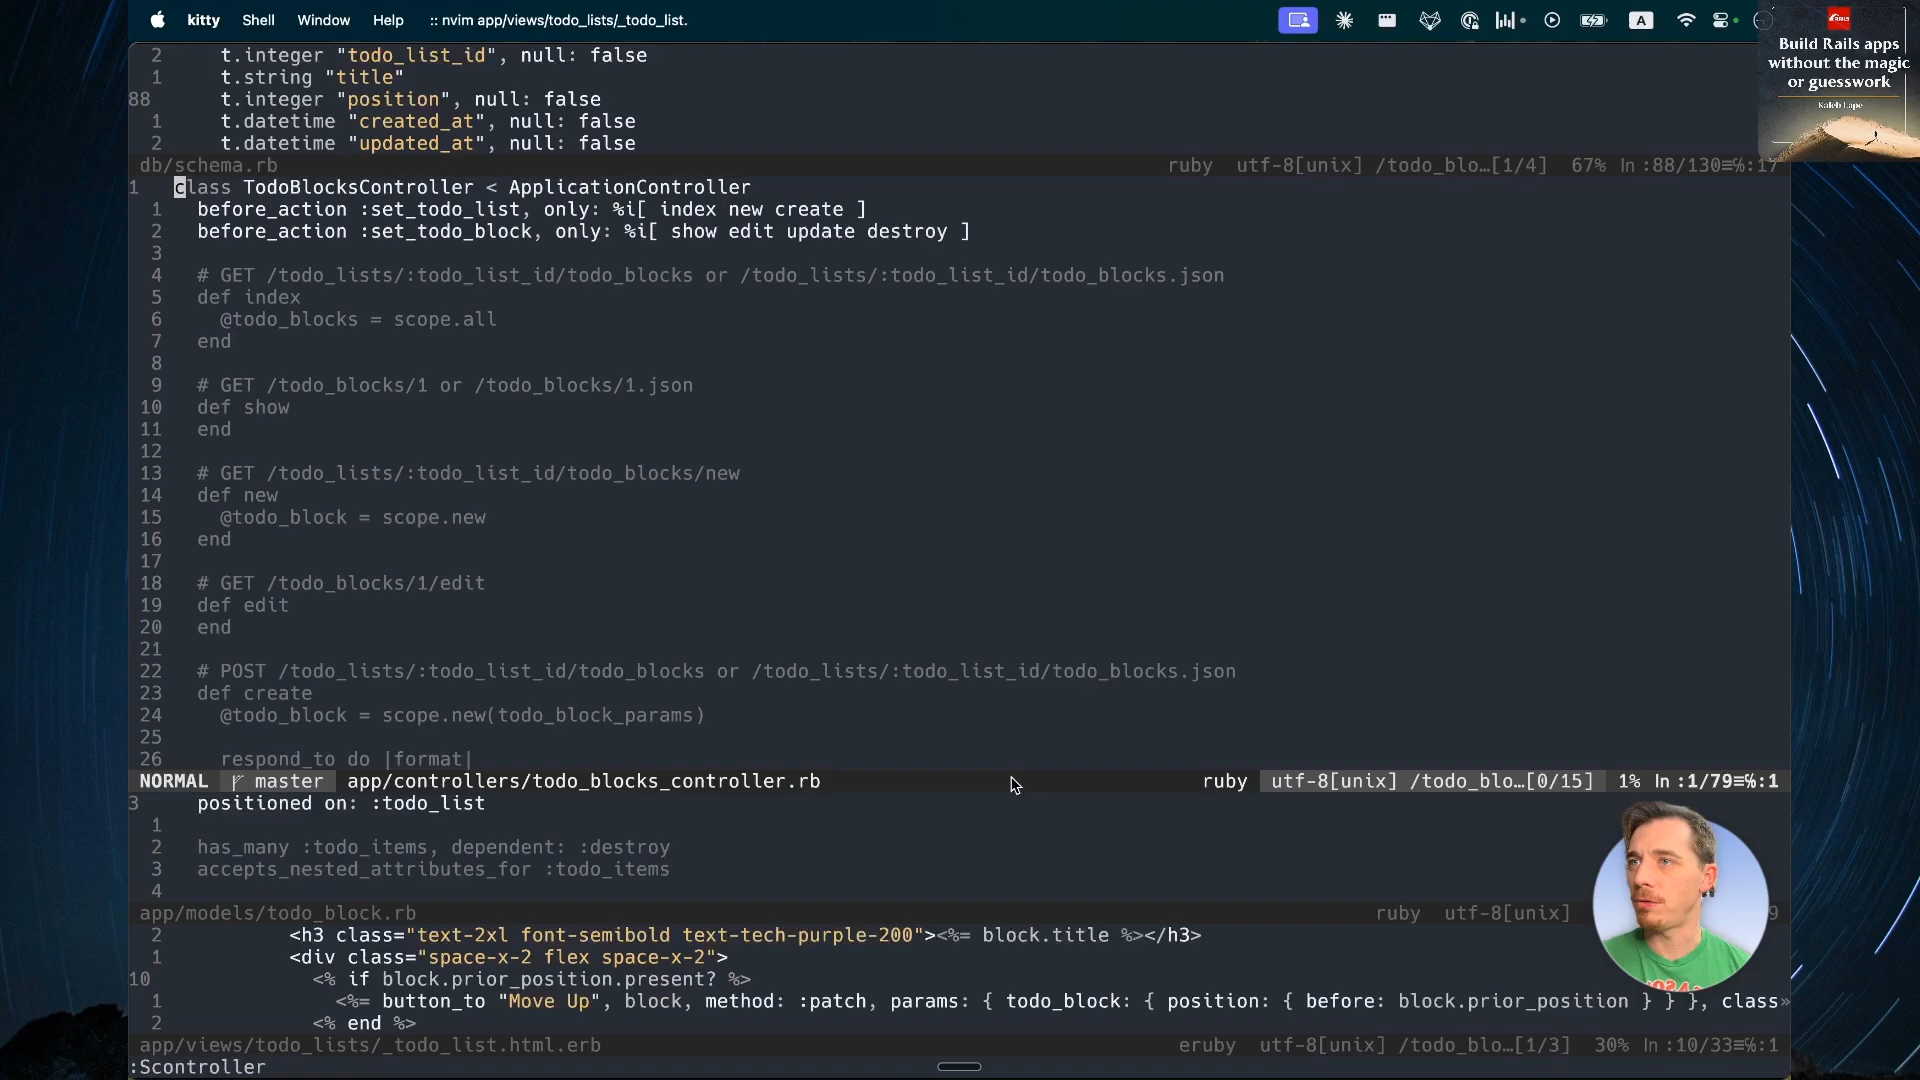 kitty Shell Window Help :: nvim app/views/todo_lists/_todo_list. A
Build Rails apps
without the magic
or guesswork
Kaleb Lape
2 t.integer "todo_list_id", null: false
1 t.string "title"
88 t.integer "position", null: false
1 t.datetime "created_at", null: false
2 t.datetime "updated_at", null: false
db/schema.rb ruby utf-8[unix] /todo_blo…[1/4] 67% ln :88/130≡℅:17
1 class TodoBlocksController < ApplicationController
1 before_action :set_todo_list, only: %i[ index new create ]
2 before_action :set_todo_block, only: %i[ show edit update destroy ]
3
4 # GET /todo_lists/:todo_list_id/todo_blocks or /todo_lists/:todo_list_id/todo_blocks.json
5 def index
6 @todo_blocks = scope.all
7 end
8
9 # GET /todo_blocks/1 or /todo_blocks/1.json
10 def show
11 end
12
13 # GET /todo_lists/:todo_list_id/todo_blocks/new
14 def new
15 @todo_block = scope.new
16 end
17
18 # GET /todo_blocks/1/edit
19 def edit
20 end
21
22 # POST /todo_lists/:todo_list_id/todo_blocks or /todo_lists/:todo_list_id/todo_blocks.json
23 def create
24 @todo_block = scope.new(todo_block_params)
25
26 respond_to do |format|
NORMAL master app/controllers/todo_blocks_controller.rb ruby utf-8[unix] /todo_blo…[0/15] 1% ln :1/79≡℅:1
3 positioned on: :todo_list
1
2 has_many :todo_items, dependent: :destroy
3 accepts_nested_attributes_for :todo_items
4
app/models/todo_block.rb ruby utf-8[unix] 9
2 <h3 class="text-2xl font-semibold text-tech-purple-200"><%= block.title %></h3>
1 <div class="space-x-2 flex space-x-2">
10 <% if block.prior_position.present? %>
1 <%= button_to "Move Up", block, method: :patch, params: { todo_block: { position: { before: block.prior_position } } }, class»
2 <% end %>
app/views/todo_lists/_todo_list.html.erb eruby utf-8[unix] /todo_blo…[1/3] 30% ln :10/33≡℅:1
:Scontroller